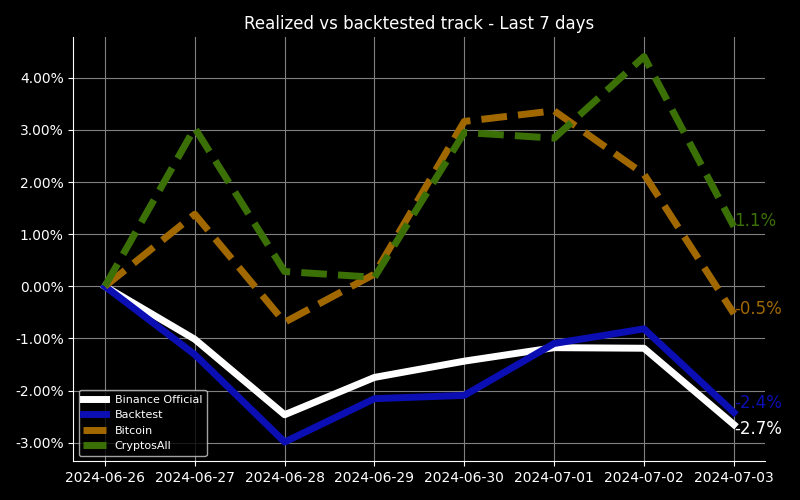 Realized vs backtested track - Last 7 days
4.00%
3.00%
2.00%
1.00%
0.00%
-1.00%
-2.00%
-3.00%
1.1%
-0.5%
-2.4%
-2.7%
Binance Official
Backtest
Bitcoin
CryptosAll
2024-06-26 2024-06-27 2024-06-28 2024-06-29 2024-06-30 2024-07-01 2024-07-02 2024-07-03